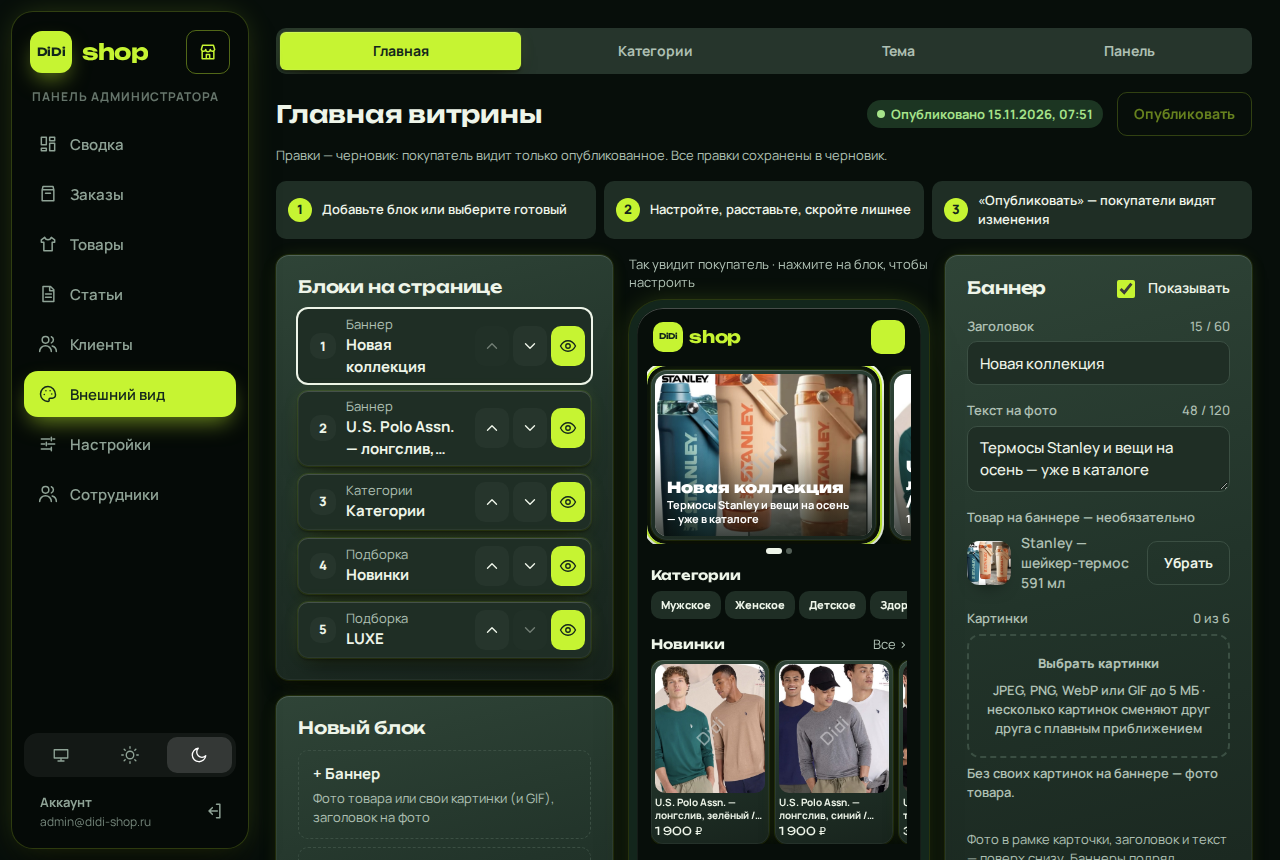 DiDi shop
ПАНЕЛЬ АДМИНИСТРАТОРА
Сводка
Заказы
Товары
Статьи
Клиенты
Внешний вид
Настройки
Сотрудники
Аккаунт
admin@didi-shop.ru
Главная
Категории
Тема
Панель
Главная витрины
Опубликовано 15.11.2026, 07:51
Опубликовать
Правки — черновик: покупатель видит только опубликованное. Все правки сохранены в черновик.
1 Добавьте блок или выберите готовый
2 Настройте, расставьте, скройте лишнее
3 «Опубликовать» — покупатели видят
изменения
Блоки на странице
1
Баннер
Новая
коллекция
2
Баннер
U.S. Polo Assn.
— лонгслив,...
3
Категории
Категории
4
Подборка
Новинки
5
Подборка
LUXE
Новый блок
+ Баннер
Фото товара или свои картинки (и GIF),
заголовок на фото
Так увидит покупатель · нажмите на блок, чтобы
настроить
DiDi shop
STANLEY
STANLEY
STANLEY
STANLEY
Новая коллекция
Термосы Stanley и вещи на осень
— уже в каталоге
Категории
Мужское
Женское
Детское
Здор
Новинки
Все ›
Didi
Didi
U.S. Polo Assn. —
лонгслив, зелёный /...
1 900 ₽
U.S. Polo Assn. —
лонгслив, синий /...
1 900 ₽
Баннер
Показывать
Заголовок
15 / 60
Новая коллекция
Текст на фото
48 / 120
Термосы Stanley и вещи на
осень — уже в каталоге
Товар на баннере — необязательно
Stanley —
шейкер-термос
591 мл
Убрать
Картинки
0 из 6
Выбрать картинки
JPEG, PNG, WebP или GIF до 5 МБ ·
несколько картинок сменяют друг
друга с плавным приближением
Без своих картинок на баннере — фото
товара.
Фото в рамке карточки, заголовок и текст
— поверх снизу. Баннеры подряд